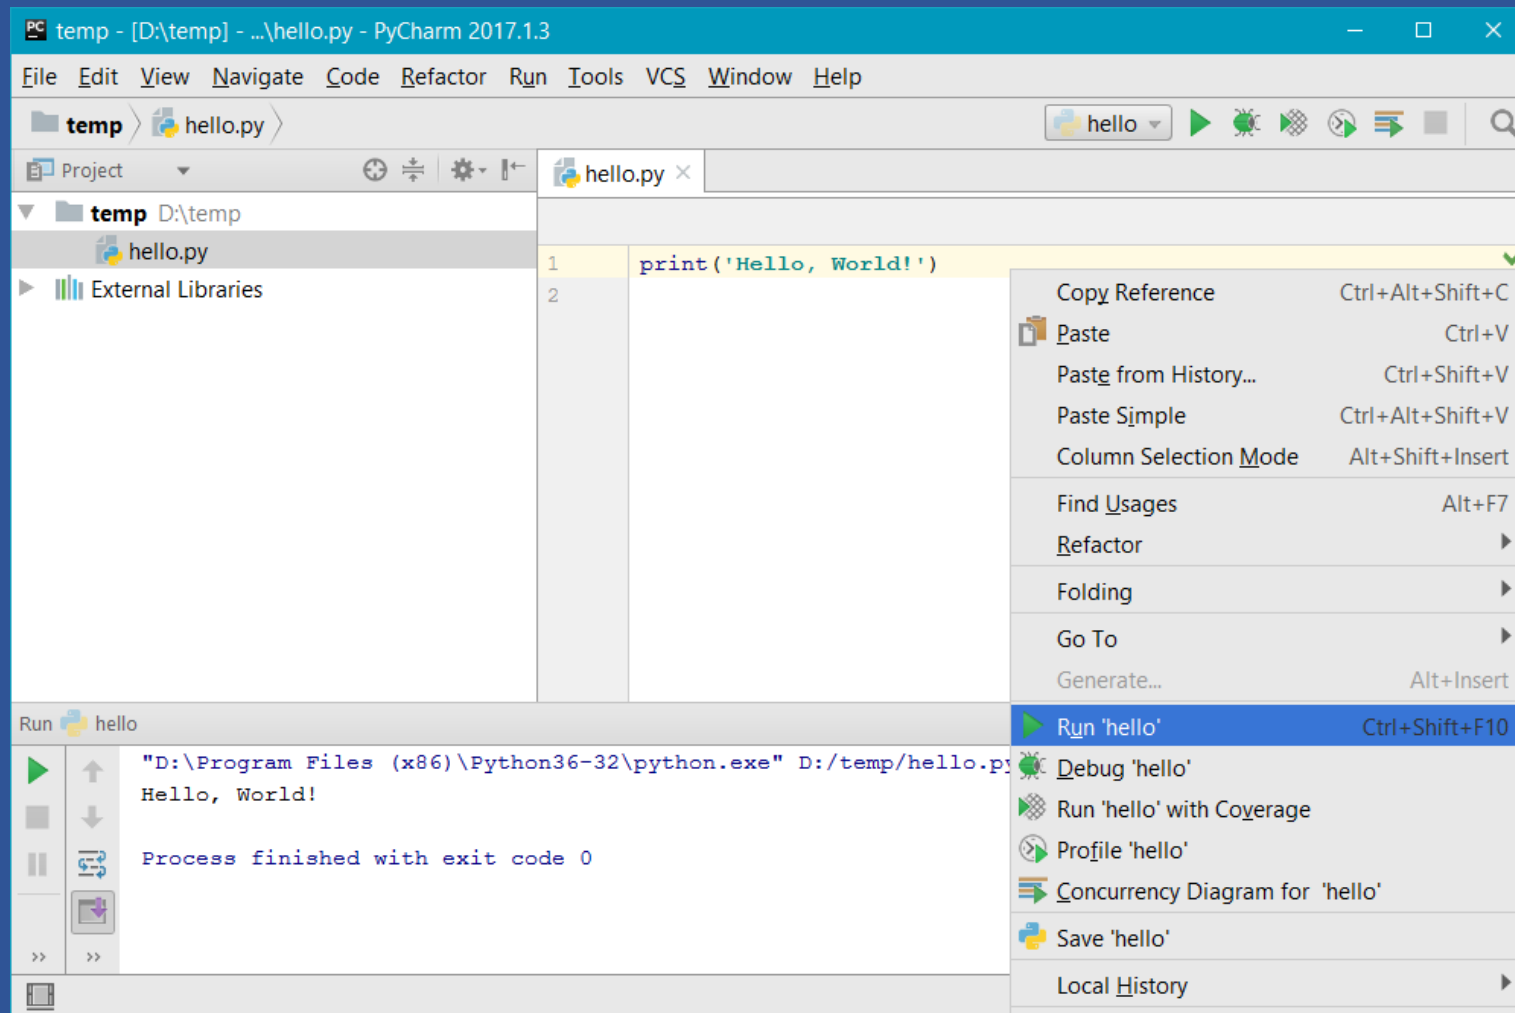 PC temp - [D:\temp] - ...\hello.py - PyCharm 2017.1.3
File Edit View Navigate Code Refactor Run Tools VCS Window Help
temp hello.py hello
Project hello.py
temp D:\temp
hello.py
External Libraries
1 print('Hello, World!')
2
Copy Reference Ctrl+Alt+Shift+C
Paste Ctrl+V
Paste from History... Ctrl+Shift+V
Paste Simple Ctrl+Alt+Shift+V
Column Selection Mode Alt+Shift+Insert
Find Usages Alt+F7
Refactor
Folding
Go To
Generate... Alt+Insert
Run 'hello' Ctrl+Shift+F10
Debug 'hello'
Run 'hello' with Coverage
Profile 'hello'
Concurrency Diagram for 'hello'
Save 'hello'
Local History
Run hello
"D:\Program Files (x86)\Python36-32\python.exe" D:/temp/hello.py
Hello, World!
Process finished with exit code 0